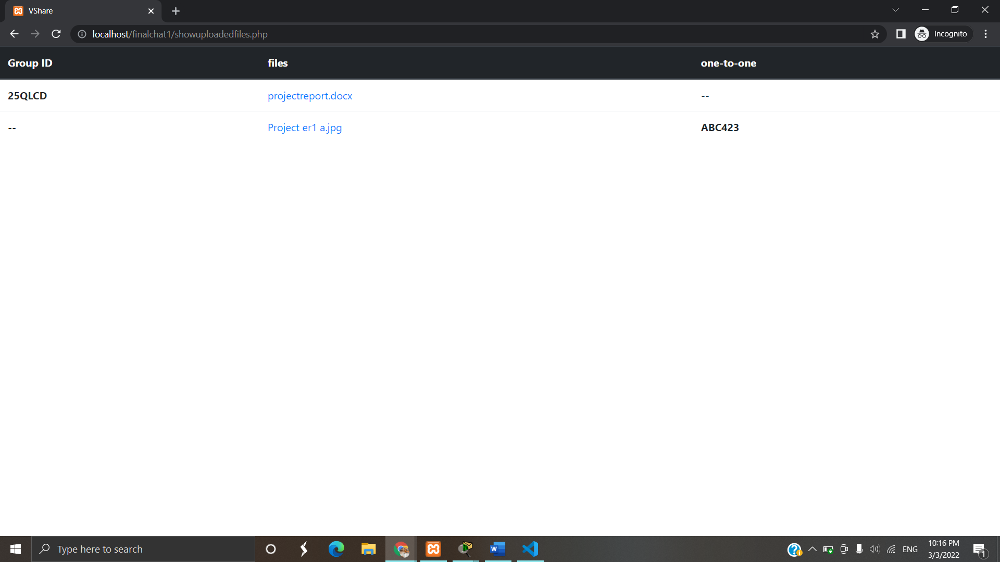 VShare
localhost/finalchat1/showuploadedfiles.php
Incognito
Group ID files one-to-one
25QLCD projectreport.docx --
-- Project er1 a.jpg ABC423
Type here to search
ENG
10:16 PM
3/3/2022
1